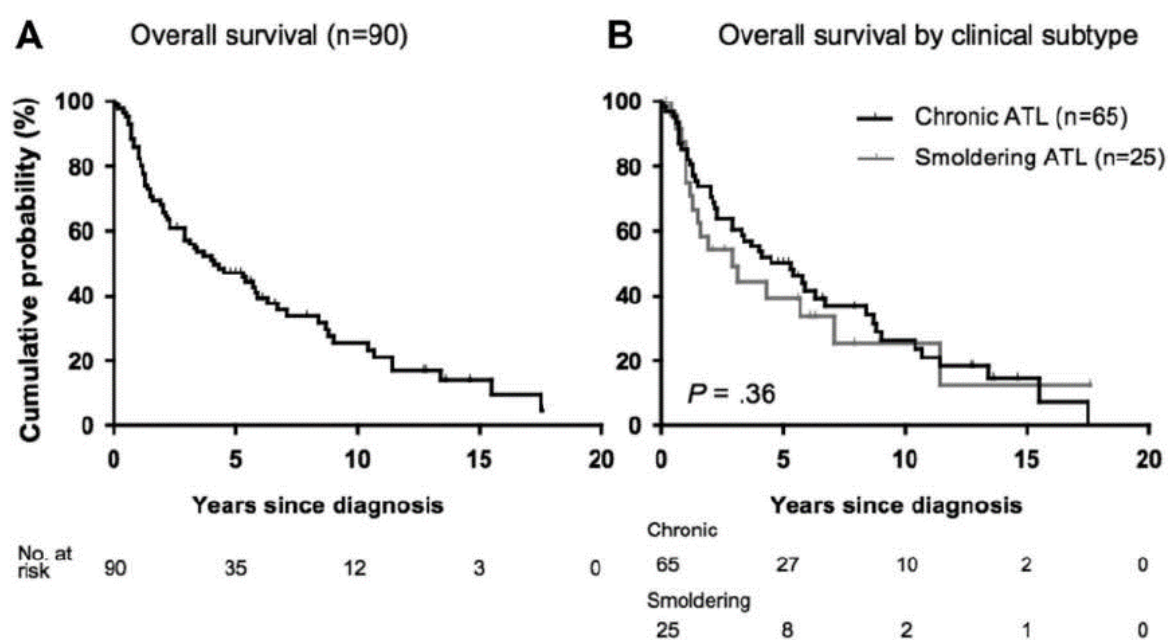 A Overall survival (n=90)
Cumulative probability (%)
100
80
60
40
20
0
0 5 10 15 20
Years since diagnosis
No. at
risk 90 35 12 3 0
B Overall survival by clinical subtype
Chronic ATL (n=65)
Smoldering ATL (n=25)
100
80
60
40
20
0
P = .36
0 5 10 15 20
Years since diagnosis
Chronic
65 27 10 2 0
Smoldering
25 8 2 1 0